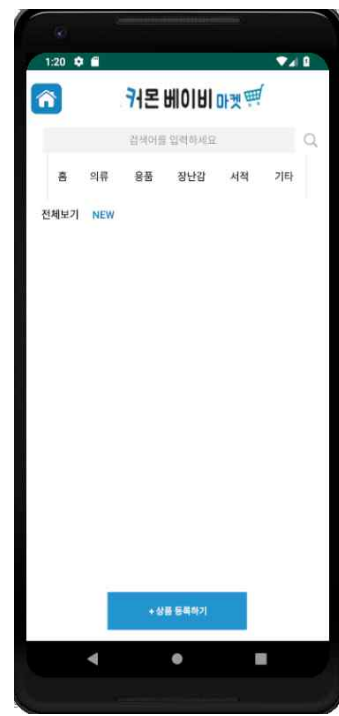 1:20
커몬 베이비 마켓
검색어를 입력하세요
홈 의류 용품 장난감 서적 기타
전체보기 NEW
+ 상품 등록하기